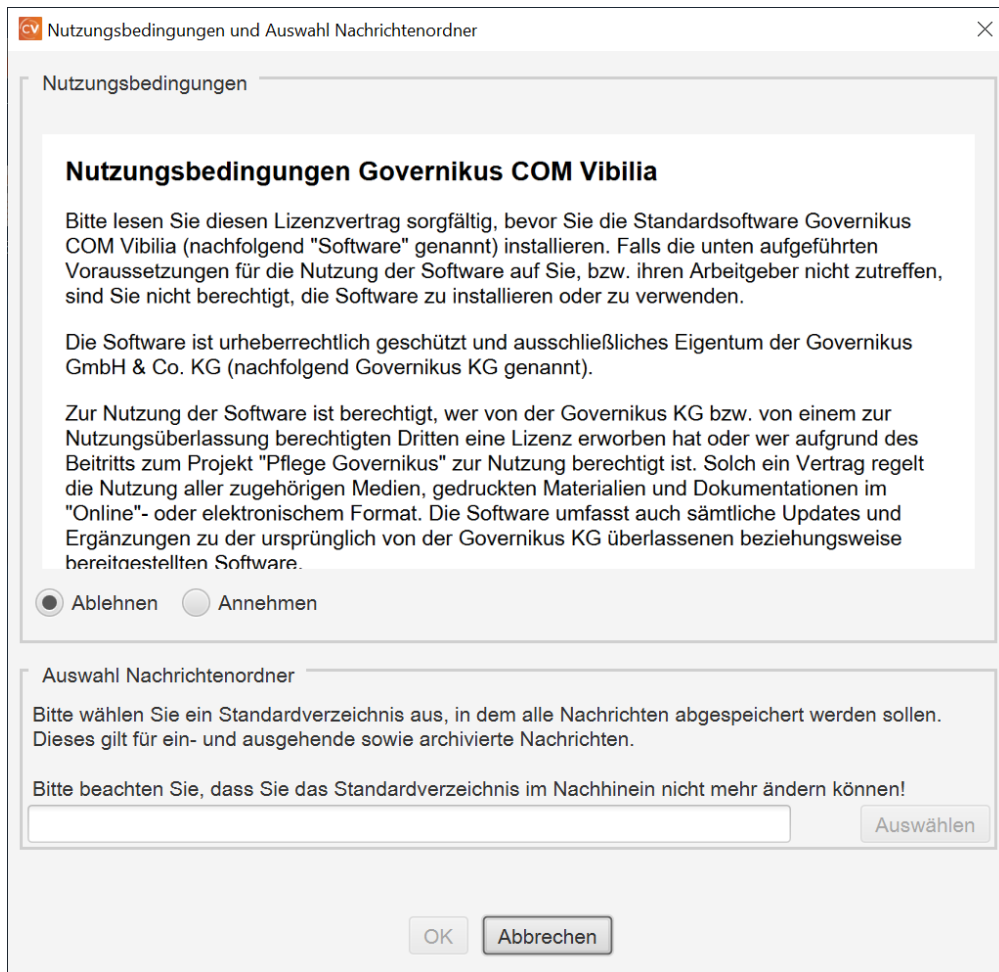 CV Nutzungsbedingungen und Auswahl Nachrichtenordner
Nutzungsbedingungen
Nutzungsbedingungen Governikus COM Vibilia
Bitte lesen Sie diesen Lizenzvertrag sorgfältig, bevor Sie die Standardsoftware Governikus
COM Vibilia (nachfolgend "Software" genannt) installieren. Falls die unten aufgeführten
Voraussetzungen für die Nutzung der Software auf Sie, bzw. ihren Arbeitgeber nicht zutreffen,
sind Sie nicht berechtigt, die Software zu installieren oder zu verwenden.
Die Software ist urheberrechtlich geschützt und ausschließliches Eigentum der Governikus
GmbH & Co. KG (nachfolgend Governikus KG genannt).
Zur Nutzung der Software ist berechtigt, wer von der Governikus KG bzw. von einem zur
Nutzungsüberlassung berechtigten Dritten eine Lizenz erworben hat oder wer aufgrund des
Beitritts zum Projekt "Pflege Governikus" zur Nutzung berechtigt ist. Solch ein Vertrag regelt
die Nutzung aller zugehörigen Medien, gedruckten Materialien und Dokumentationen im
"Online"- oder elektronischem Format. Die Software umfasst auch sämtliche Updates und
Ergänzungen zu der ursprünglich von der Governikus KG überlassenen beziehungsweise
bereitgestellten Software.
Ablehnen Annehmen
Auswahl Nachrichtenordner
Bitte wählen Sie ein Standardverzeichnis aus, in dem alle Nachrichten abgespeichert werden sollen.
Dieses gilt für ein- und ausgehende sowie archivierte Nachrichten.
Bitte beachten Sie, dass Sie das Standardverzeichnis im Nachhinein nicht mehr ändern können!
Auswählen
OK Abbrechen